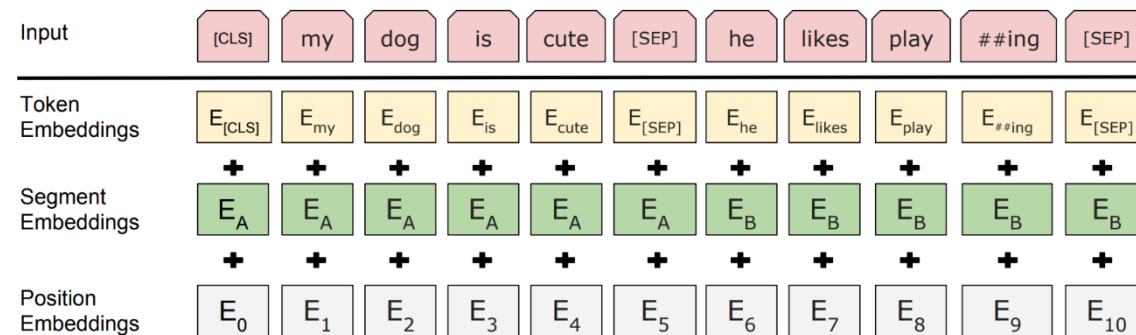 Input [CLS] my dog is cute [SEP] he likes play ##ing [SEP]
Token
Embeddings
E[CLS] Emy Edog Eis Ecute E[SEP] Ehe Elikes Eplay E##ing E[SEP]
+ + + + + + + + + + +
Segment
Embeddings
EA EA EA EA EA EA EB EB EB EB EB
+ + + + + + + + + + +
Position
Embeddings
E0 E1 E2 E3 E4 E5 E6 E7 E8 E9 E10